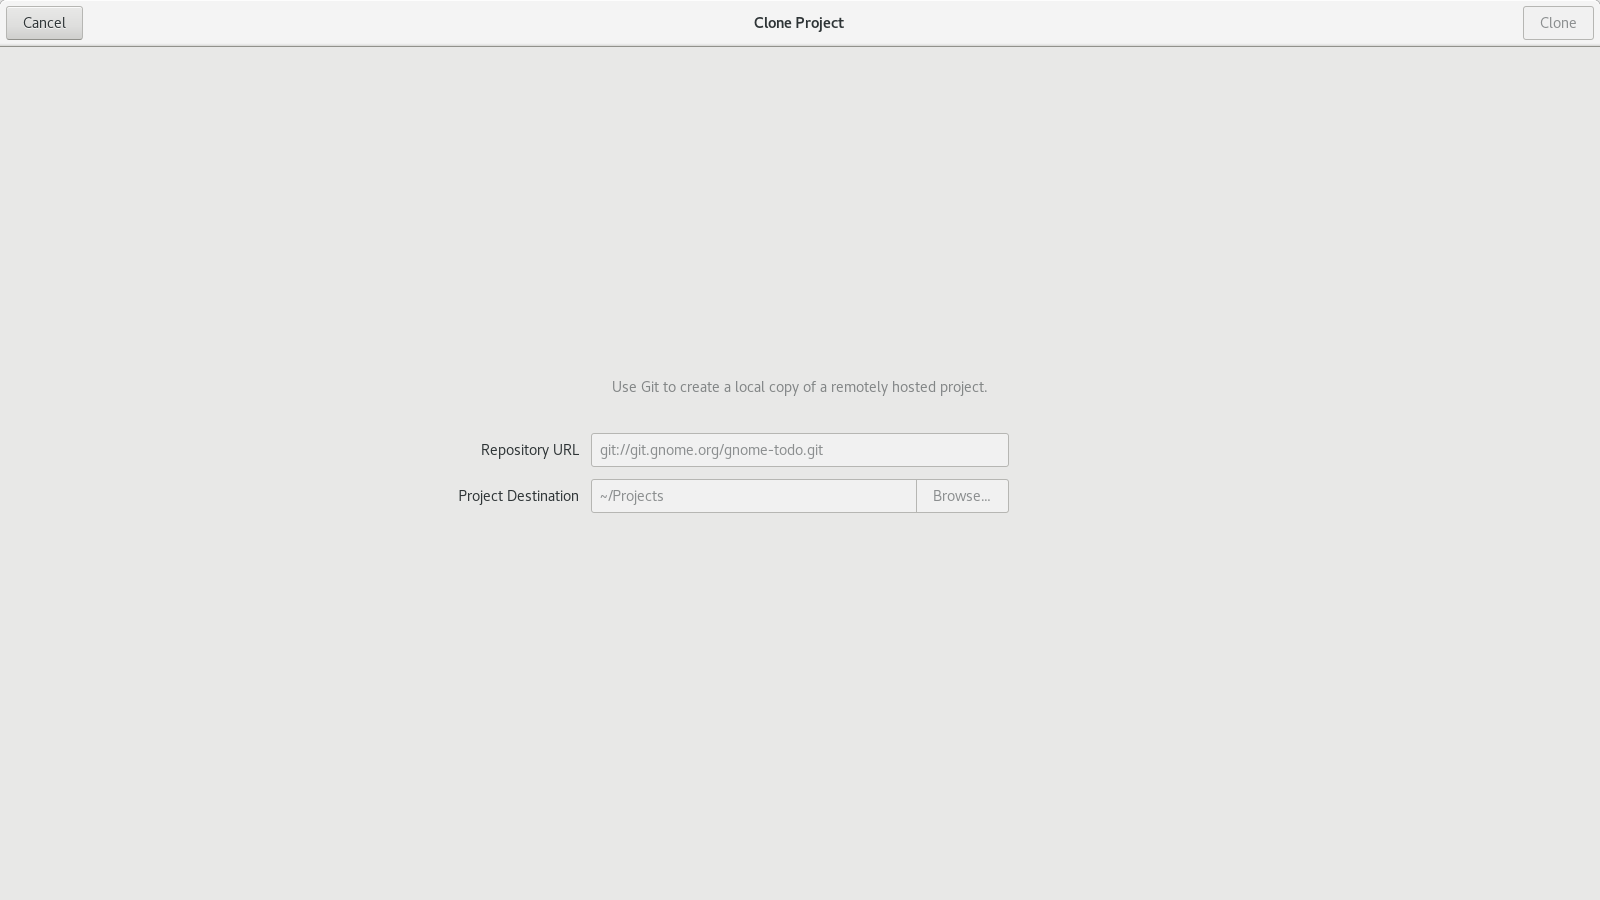 Cancel
Clone Project
Clone
Use Git to create a local copy of a remotely hosted project.
Repository URL
git://git.gnome.org/gnome-todo.git
Project Destination
~/Projects
Browse...